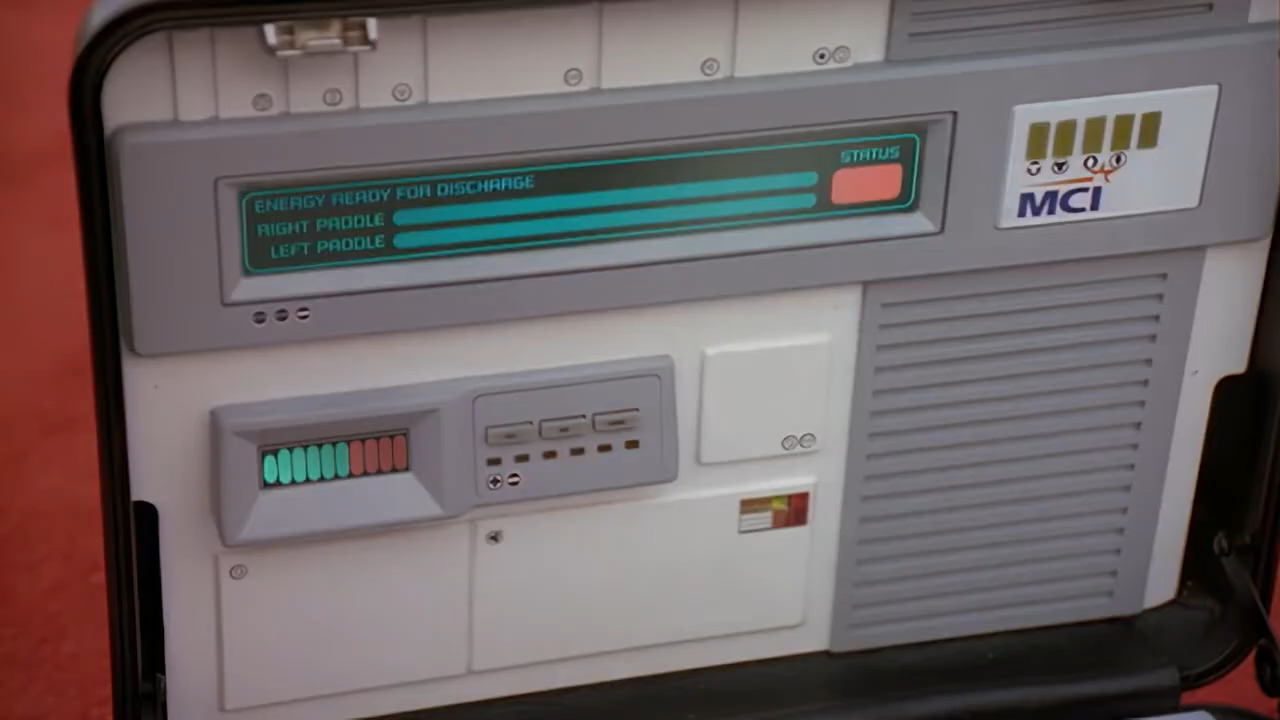 ENERGY READY FOR DISCHARGE
STATUS
RIGHT PADDLE
LEFT PADDLE
MCI